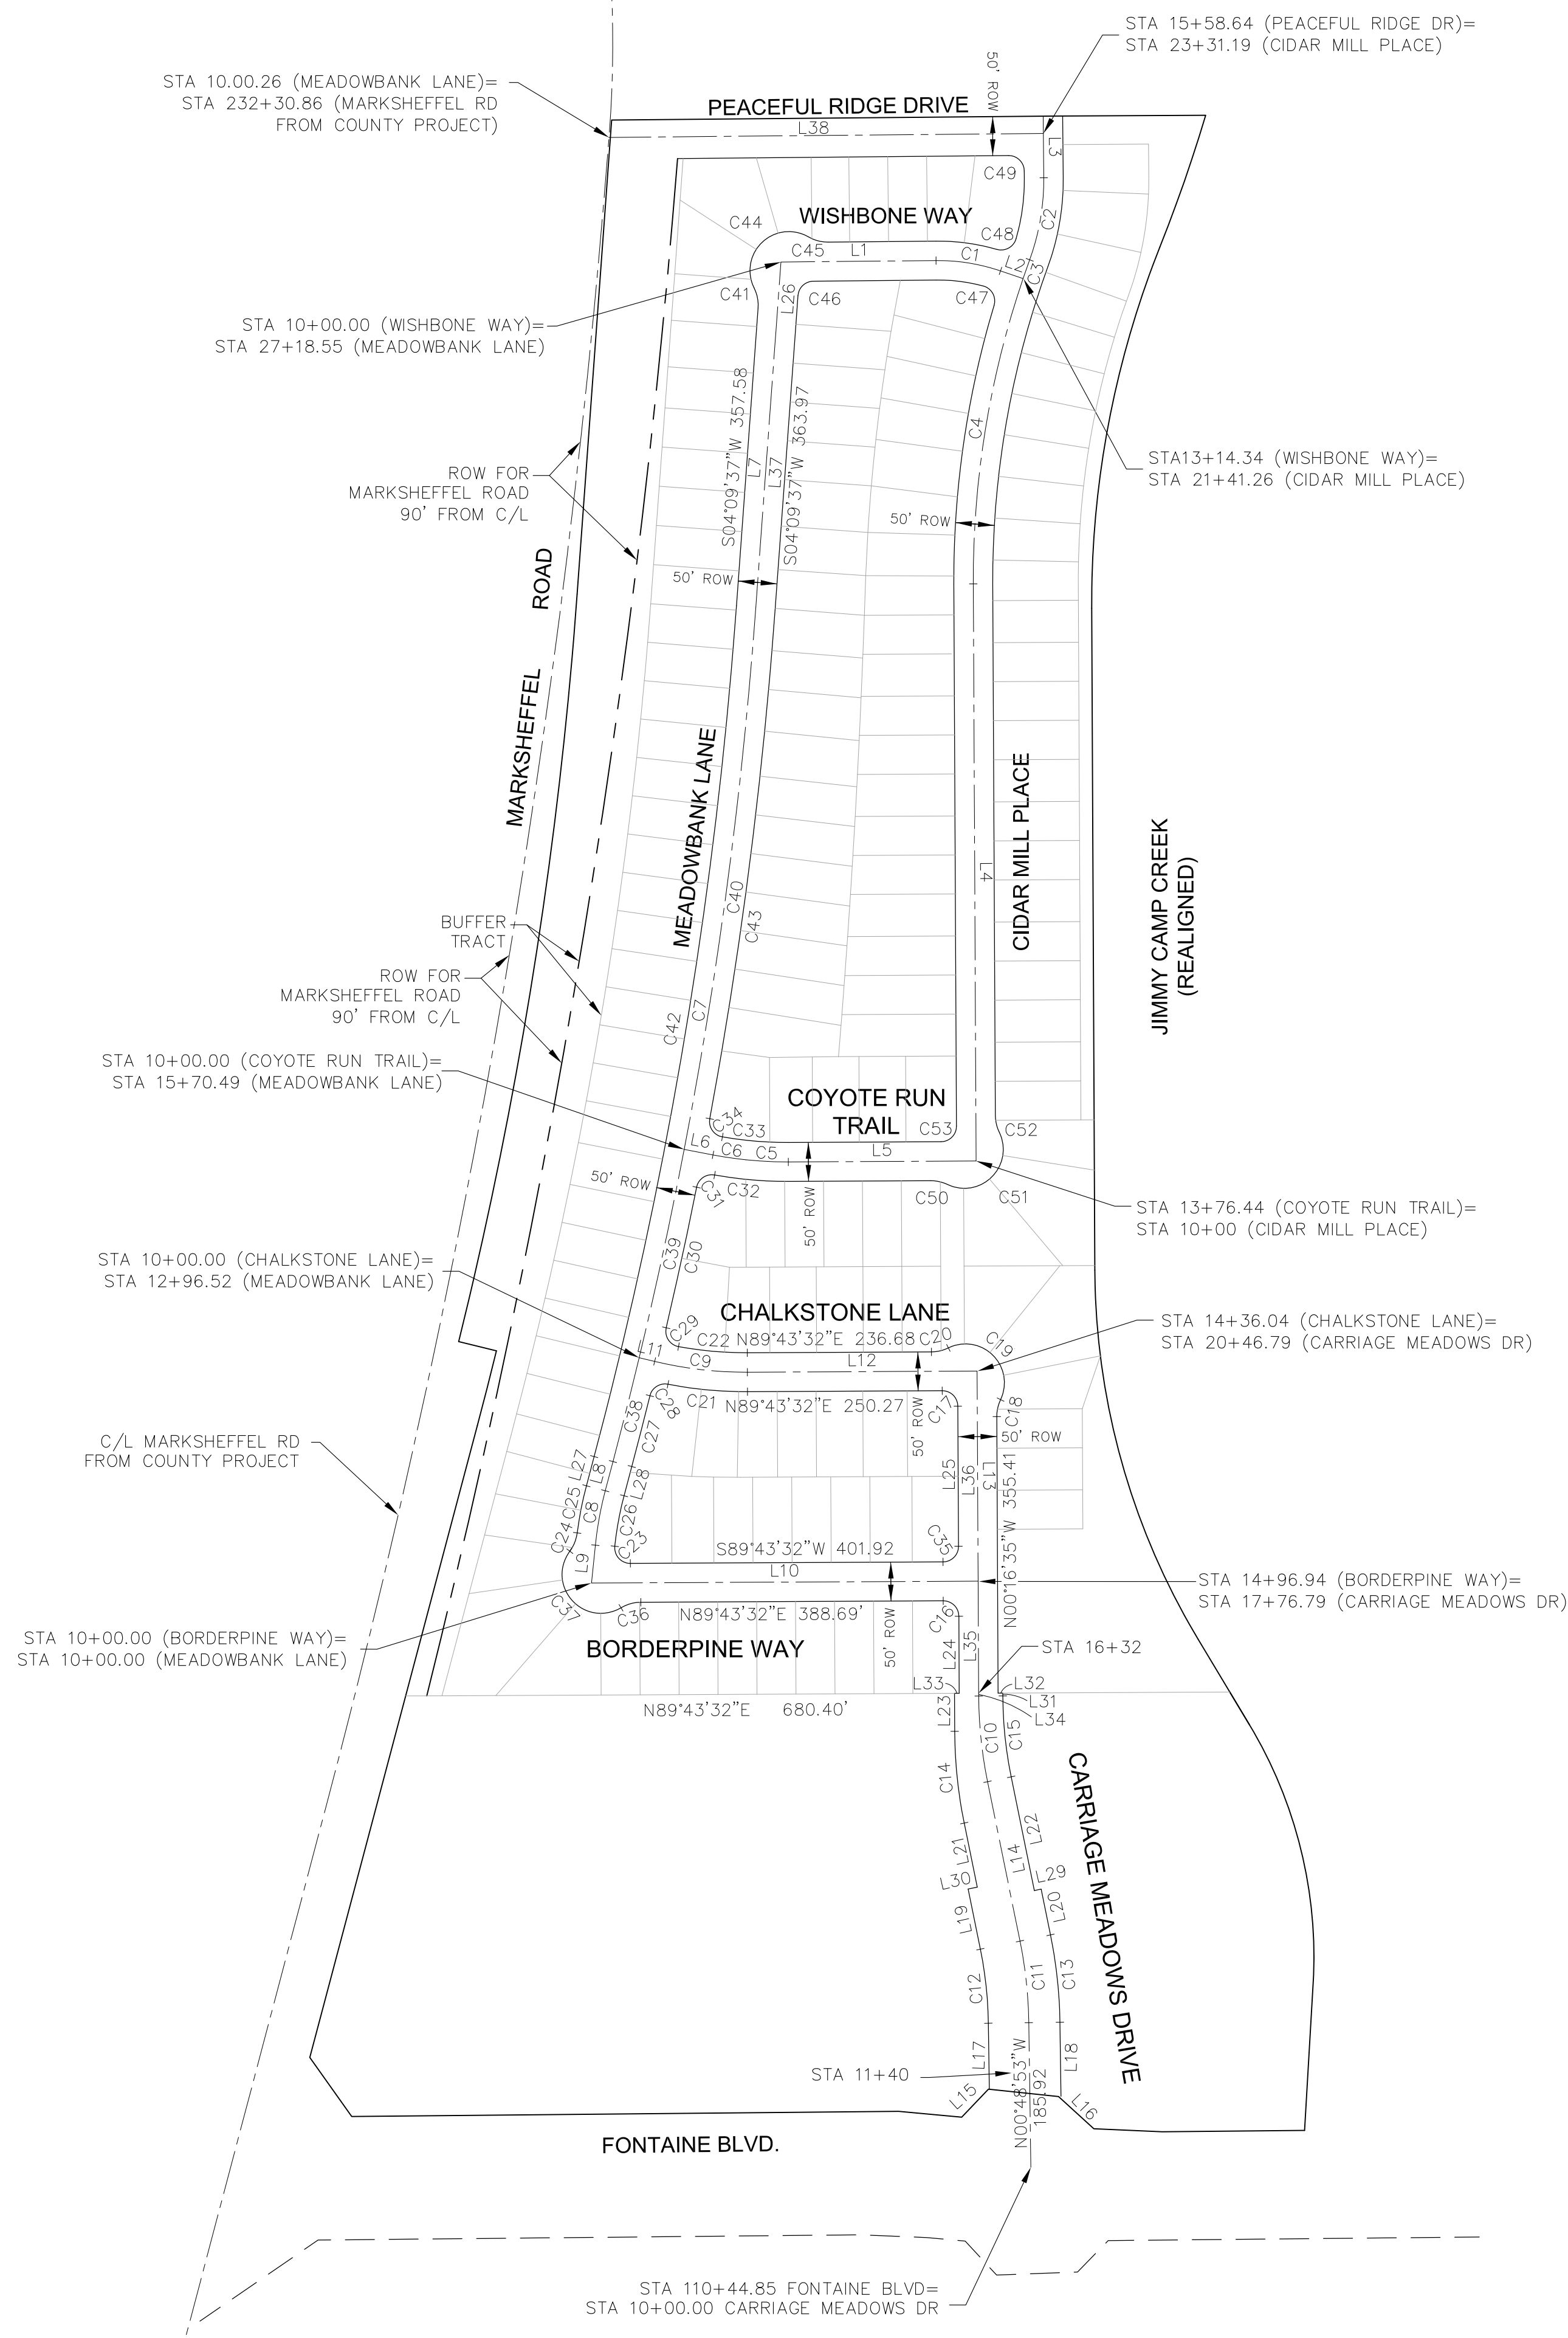 STA 15+58.64 (PEACEFUL RIDGE DR)=
STA 23+31.19 (CIDAR MILL PLACE)
STA 10.00.26 (MEADOWBANK LANE)=
STA 232+30.86 (MARKSHEFFEL RD
FROM COUNTY PROJECT)
50' ROW
PEACEFUL RIDGE DRIVE
L38
L3
C49
C2
WISHBONE WAY
C44
C48
C45
L1
C1
L2
C3
C41
L26
C46
C47
STA 10+00.00 (WISHBONE WAY)=
STA 27+18.55 (MEADOWBANK LANE)
S04°09'37"W 357.58
L7
L37
S04°09'37"W 363.97
C4
STA13+14.34 (WISHBONE WAY)=
STA 21+41.26 (CIDAR MILL PLACE)
ROW FOR
MARKSHEFFEL ROAD
90' FROM C/L
50' ROW
50' ROW
MARKSHEFFEL ROAD
MEADOWBANK LANE
CIDAR MILL PLACE
L4
JIMMY CAMP CREEK
(REALIGNED)
C40
C43
BUFFER
TRACT
ROW FOR
MARKSHEFFEL ROAD
90' FROM C/L
C7
C42
STA 10+00.00 (COYOTE RUN TRAIL)=
STA 15+70.49 (MEADOWBANK LANE)
COYOTE RUN
TRAIL
C34
C33
C53
C52
L6
C6
C5
L5
50' ROW
C31
C32
50' ROW
C50
C51
STA 13+76.44 (COYOTE RUN TRAIL)=
STA 10+00 (CIDAR MILL PLACE)
C39
C30
STA 10+00.00 (CHALKSTONE LANE)=
STA 12+96.52 (MEADOWBANK LANE)
CHALKSTONE LANE
C29
C22
N89°43'32"E 236.68
C20
C19
STA 14+36.04 (CHALKSTONE LANE)=
STA 20+46.79 (CARRIAGE MEADOWS DR)
L11
C9
L12
C28
C21
N89°43'32"E 250.27
C17
C18
50' ROW
50' ROW
C38
C27
C/L MARKSHEFFEL RD
FROM COUNTY PROJECT
L27
L8
L28
L25
L36
L13
N00°16'35"W 355.41
C25
C8
C26
C24
C23
S89°43'32"W 401.92
C35
L9
L10
STA 14+96.94 (BORDERPINE WAY)=
STA 17+76.79 (CARRIAGE MEADOWS DR)
C37
C36
N89°43'32"E 388.69'
C16
STA 10+00.00 (BORDERPINE WAY)=
STA 10+00.00 (MEADOWBANK LANE)
BORDERPINE WAY
50' ROW
L24
L35
STA 16+32
L33
L32
L31
L34
N89°43'32"E 680.40'
L23
C10
C15
C14
CARRIAGE MEADOWS DRIVE
L21
L22
L14
L30
L29
L19
L20
C12
C11
C13
L17
L18
STA 11+40
N00°48'53"W
185.92
L15
L16
FONTAINE BLVD.
STA 110+44.85 FONTAINE BLVD=
STA 10+00.00 CARRIAGE MEADOWS DR